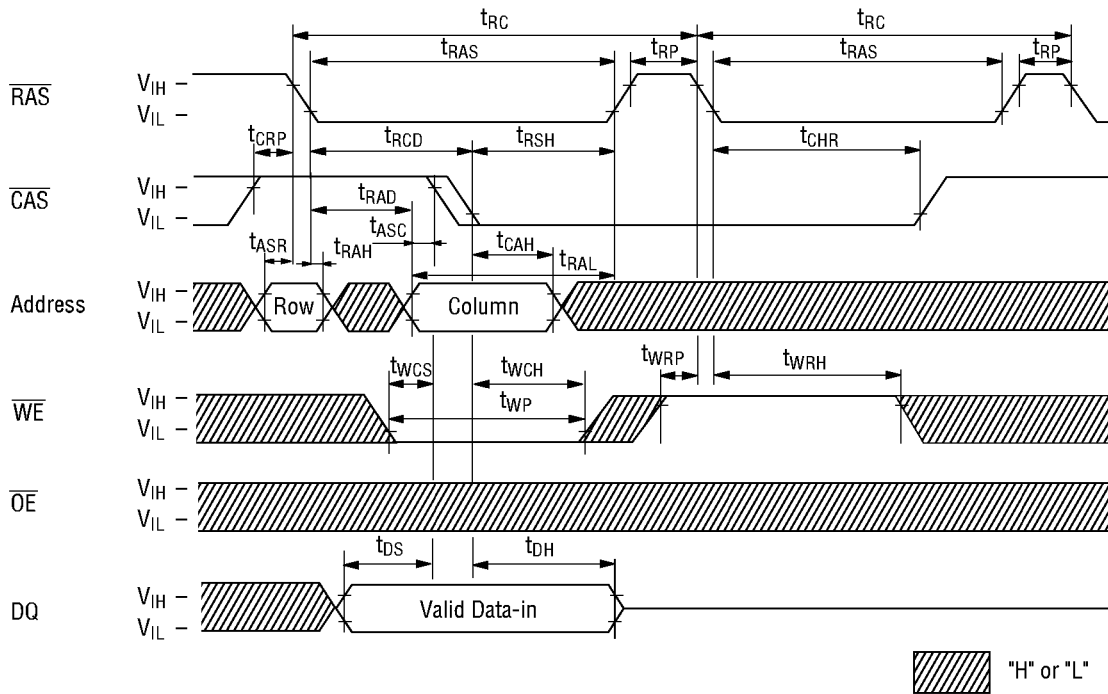 tRC tRC
tRAS tRP tRAS tRP
RAS VIH –
VIL –
tCRP tRCD tRSH tCHR
CAS VIH –
VIL –
tRAD
tASC tCAH
tASR tRAH tRAL
Address VIH –
VIL –
Row Column
tWCS tWCH tWRP tWRH
tWP
WE VIH –
VIL –
OE VIH –
VIL –
tDS tDH
DQ VIH –
VIL –
Valid Data-in
"H" or "L"